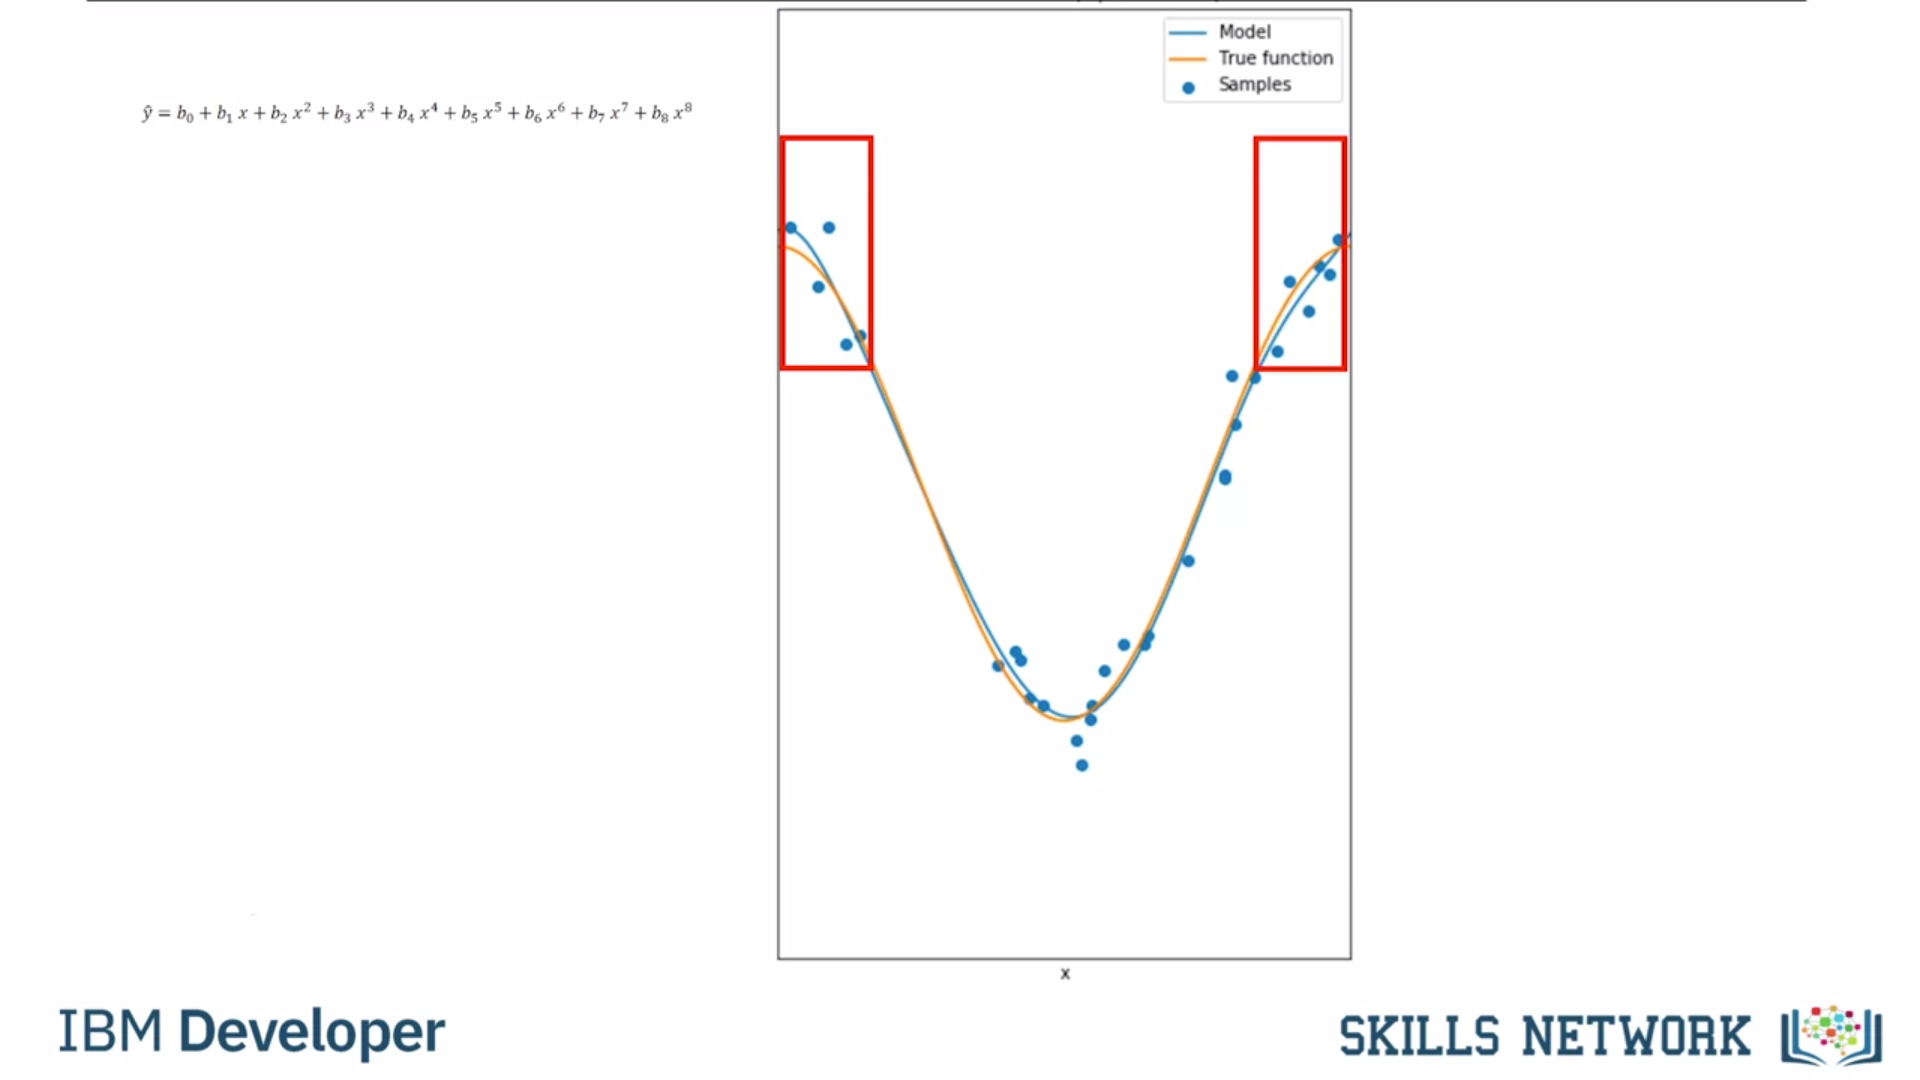 Model
True function
Samples
ŷ = b₀ + b₁ x + b₂ x² + b₃ x³ + b₄ x⁴ + b₅ x⁵ + b₆ x⁶ + b₇ x⁷ + b₈ x⁸
x
IBM Developer
SKILLS NETWORK